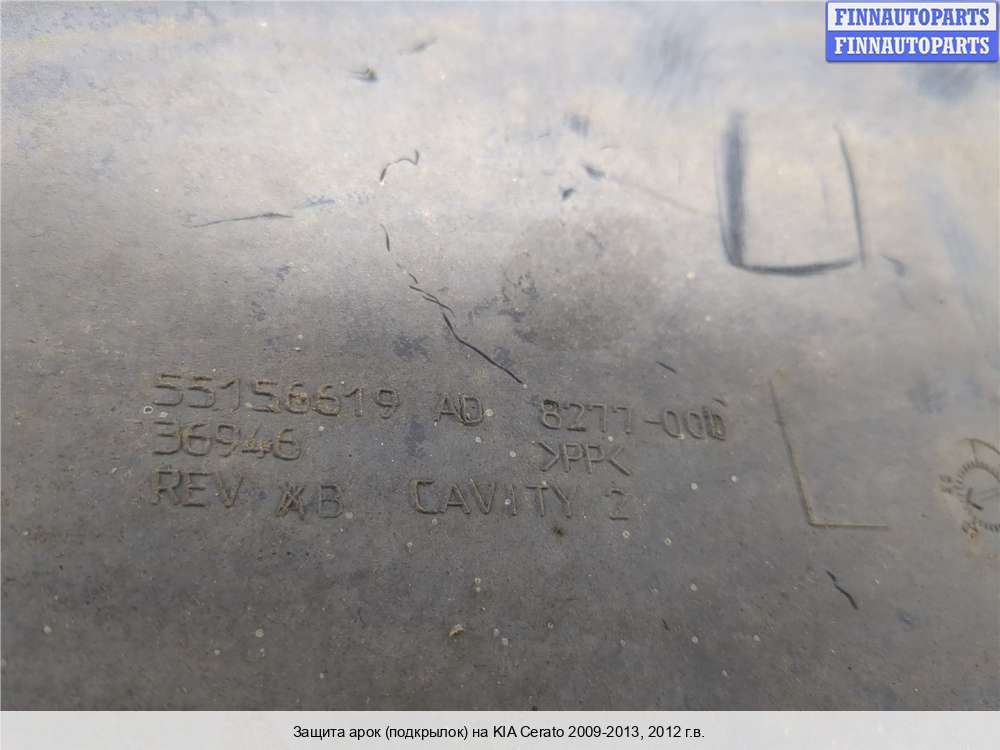 FINNAUTOPARTS
FINNAUTOPARTS
55156619 AD 8277-00D
36946 >PP<
REV AB CAVITY 2
Защита арок (подкрылок) на KIA Cerato 2009-2013, 2012 г.в.